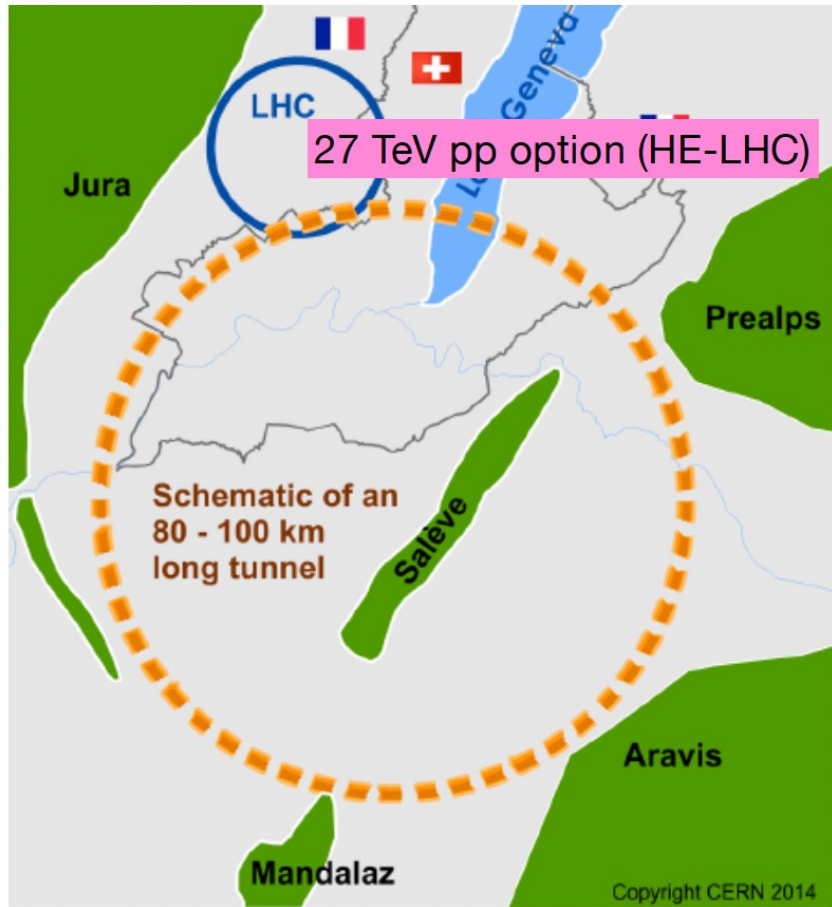 LHC
Geneva
27 TeV pp option (HE-LHC)
Jura
Prealps
Schematic of an
80 - 100 km
long tunnel
Salève
Aravis
Mandalaz
Copyright CERN 2014